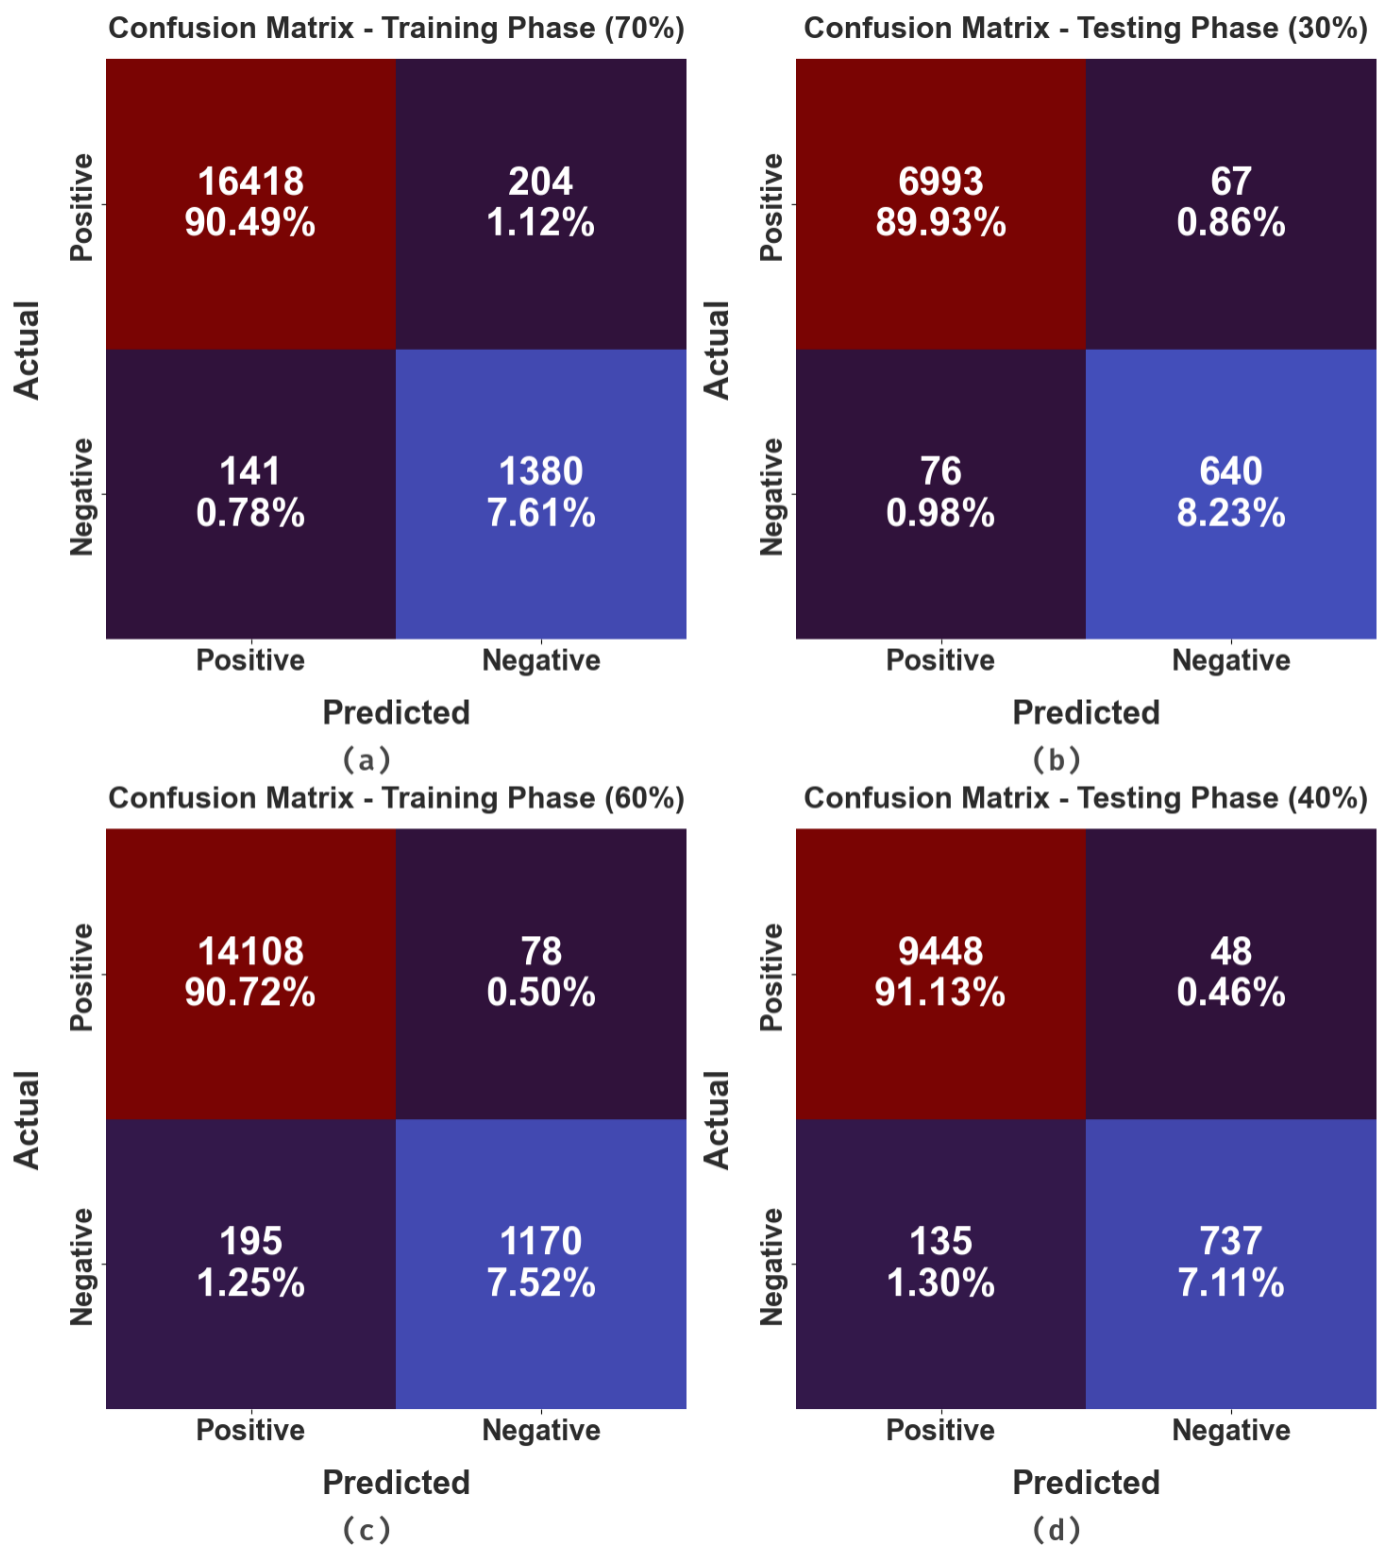 Confusion Matrix - Training Phase (70%)
Actual
Positive
16418
90.49%
204
1.12%
Negative
141
0.78%
1380
7.61%
Positive
Negative
Predicted
(a)
Confusion Matrix - Testing Phase (30%)
Actual
Positive
6993
89.93%
67
0.86%
Negative
76
0.98%
640
8.23%
Positive
Negative
Predicted
(b)
Confusion Matrix - Training Phase (60%)
Actual
Positive
14108
90.72%
78
0.50%
Negative
195
1.25%
1170
7.52%
Positive
Negative
Predicted
(c)
Confusion Matrix - Testing Phase (40%)
Actual
Positive
9448
91.13%
48
0.46%
Negative
135
1.30%
737
7.11%
Positive
Negative
Predicted
(d)